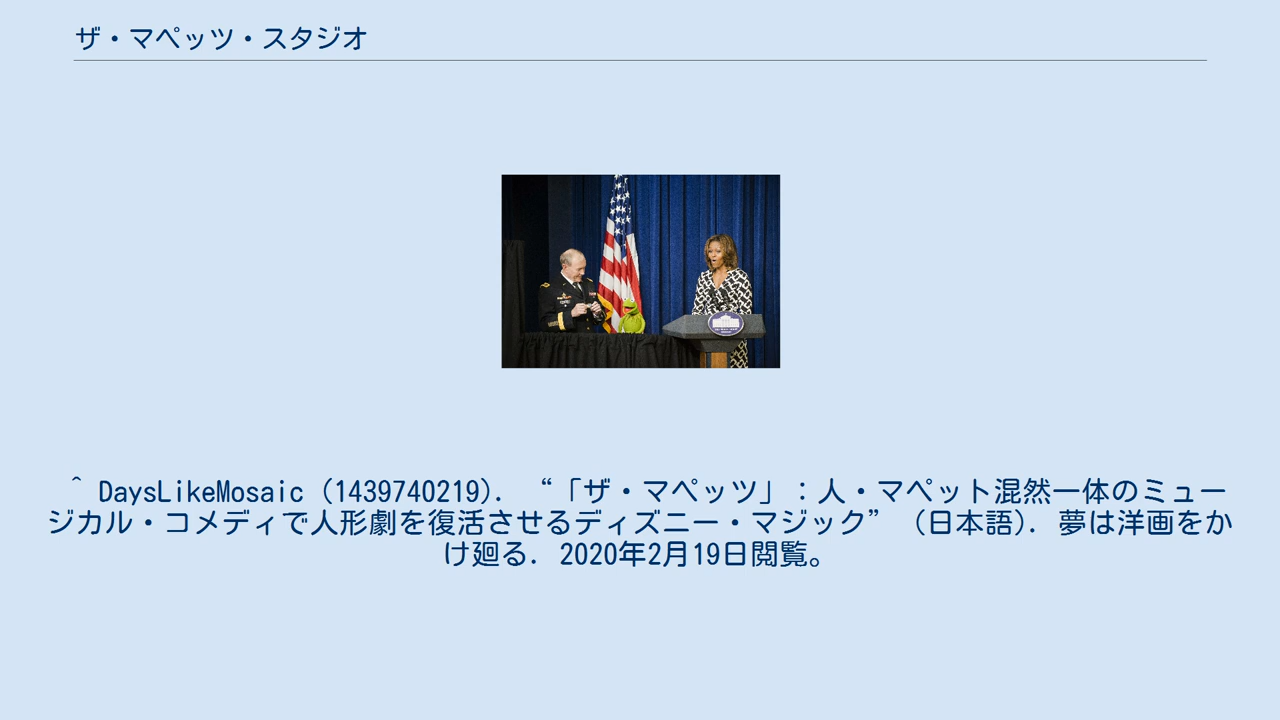 ザ・マペッツ・スタジオ
^ DaysLikeMosaic (1439740219). “「ザ・マペッツ」：人・マペット混然一体のミュー
ジカル・コメディで人形劇を復活させるディズニー・マジック” (日本語). 夢は洋画をか
け廻る. 2020年2月19日閲覧。